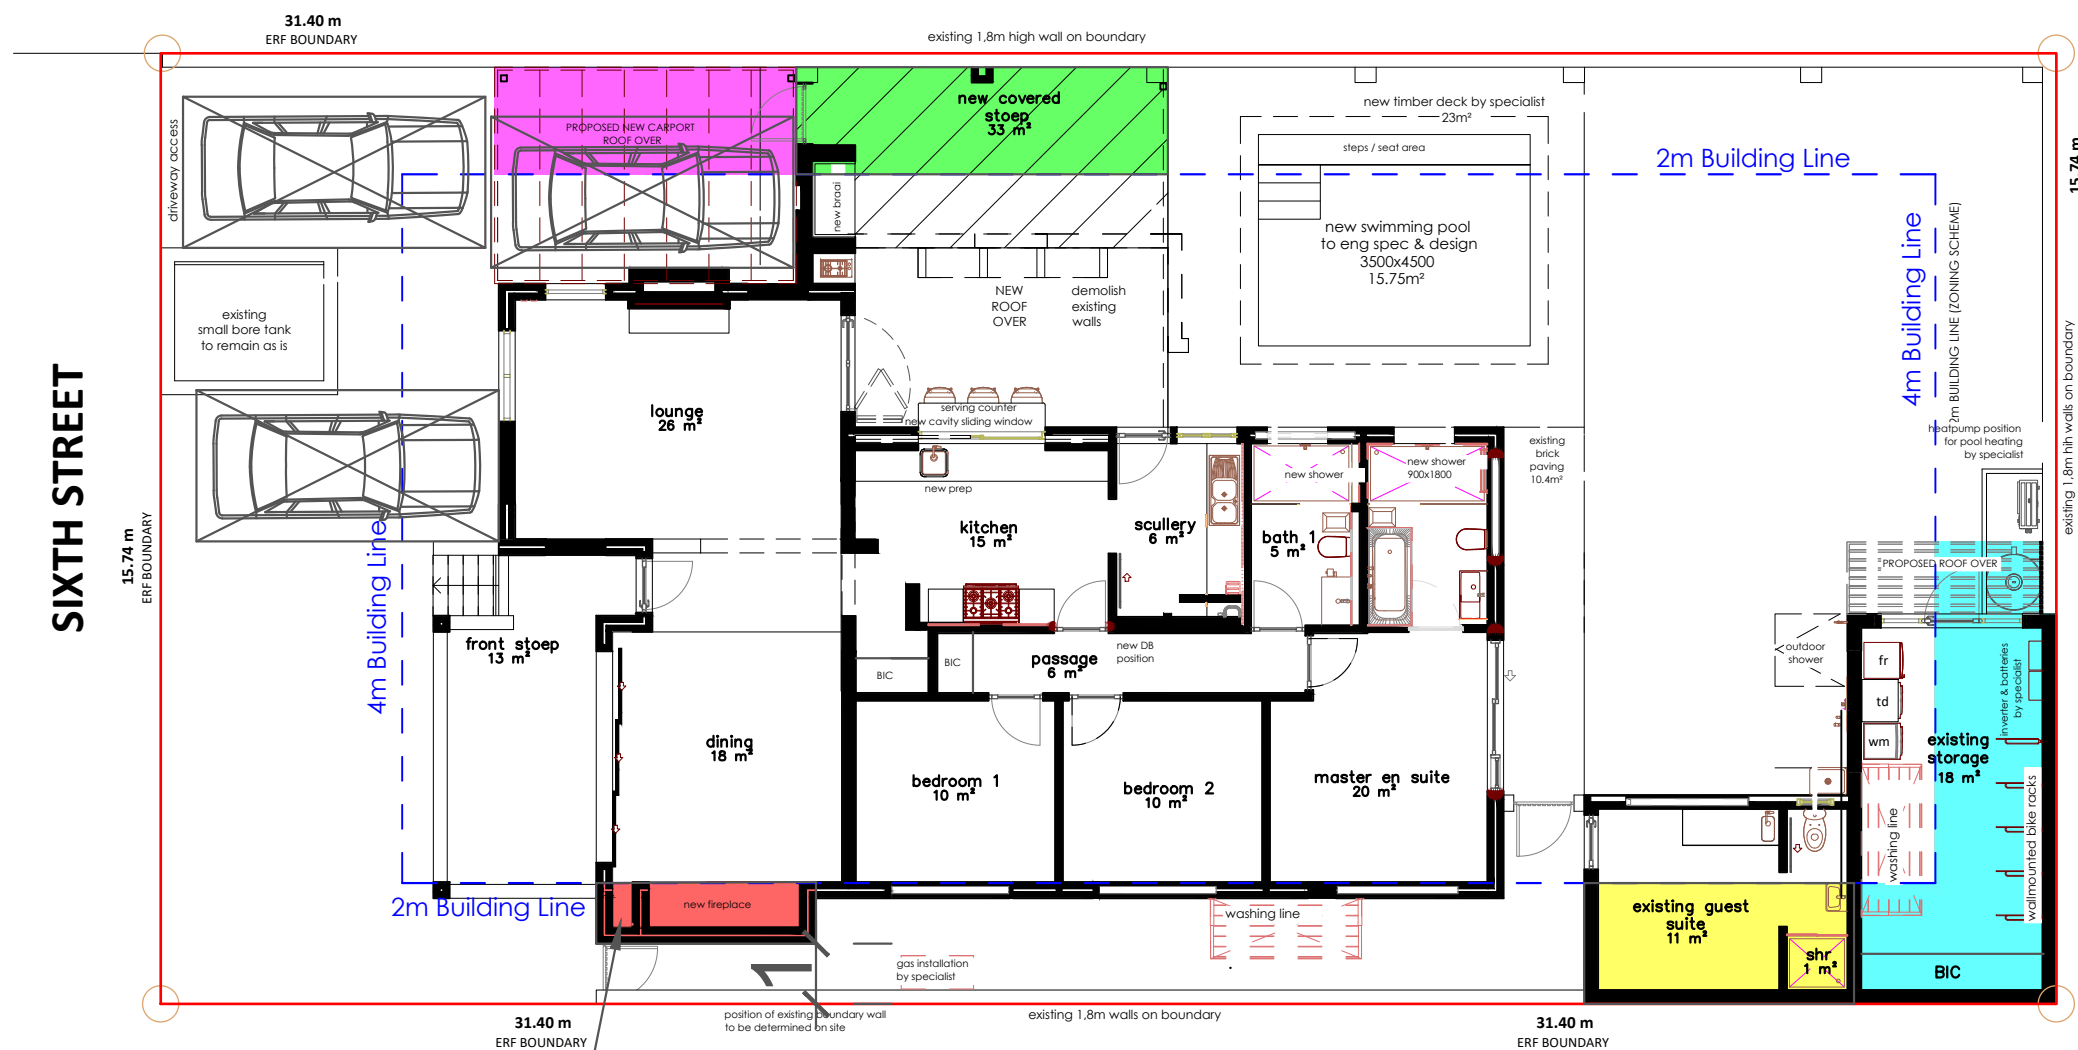 31.40 m
ERF BOUNDARY
existing 1,8m high wall on boundary
driveway access
PROPOSED NEW CARPORT
ROOF OVER
new covered
stoep
33 m²
new timber deck by specialist
23m²
steps / seat area
2m Building Line
15.74 m
new braai
new swimming pool
to eng spec & design
3500x4500
15.75m²
4m Building Line
2m BUILDING LINE (ZONING SCHEME)
existing
small bore tank
to remain as is
NEW
ROOF
OVER
demolish
existing
walls
existing 1,8m hih walls on boundary
SIXTH STREET
15.74 m
ERF BOUNDARY
lounge
26 m²
serving counter
new cavity sliding window
heatpump position
for pool heating
by specialist
existing
brick
paving
10.4m²
new prep
new shower
new shower
900x1800
kitchen
15 m²
scullery
6 m²
bath 1
5 m²
4m Building Line
PROPOSED ROOF OVER
front stoep
13 m²
BIC
BIC
passage
6 m²
new DB
position
outdoor
shower
fr
td
wm
inverter & batteries
by specialist
existing
storage
18 m²
dining
18 m²
bedroom 1
10 m²
bedroom 2
10 m²
master en suite
20 m²
washing line
wallmounted bike racks
2m Building Line
new fireplace
washing line
existing guest
suite
11 m²
shr
1 m²
BIC
gas installation
by specialist
1
position of existing boundary wall
to be determined on site
existing 1,8m walls on boundary
31.40 m
ERF BOUNDARY
31.40 m
ERF BOUNDARY